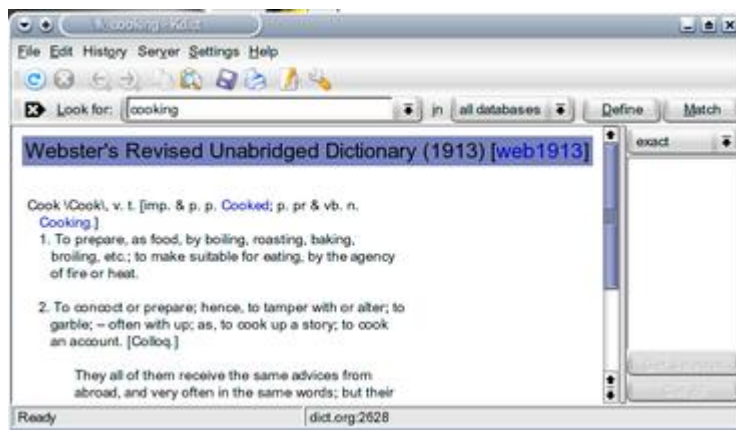 cooking - Kdict
File Edit History Server Settings Help
Look for: cooking in all databases Define Match
Webster's Revised Unabridged Dictionary (1913) [web1913]
exact
Cook \Cook\, v. t. [imp. & p. p. Cooked; p. pr & vb. n.
Cooking.]
1. To prepare, as food, by boiling, roasting, baking,
broiling, etc.; to make suitable for eating, by the agency
of fire or heat.
2. To concoct or prepare; hence, to tamper with or alter; to
garble; -- often with up; as, to cook up a story; to cook
an account. [Colloq.]
They all of them receive the same advices from
abroad, and very often in the same words; but their
Ready dict.org:2628